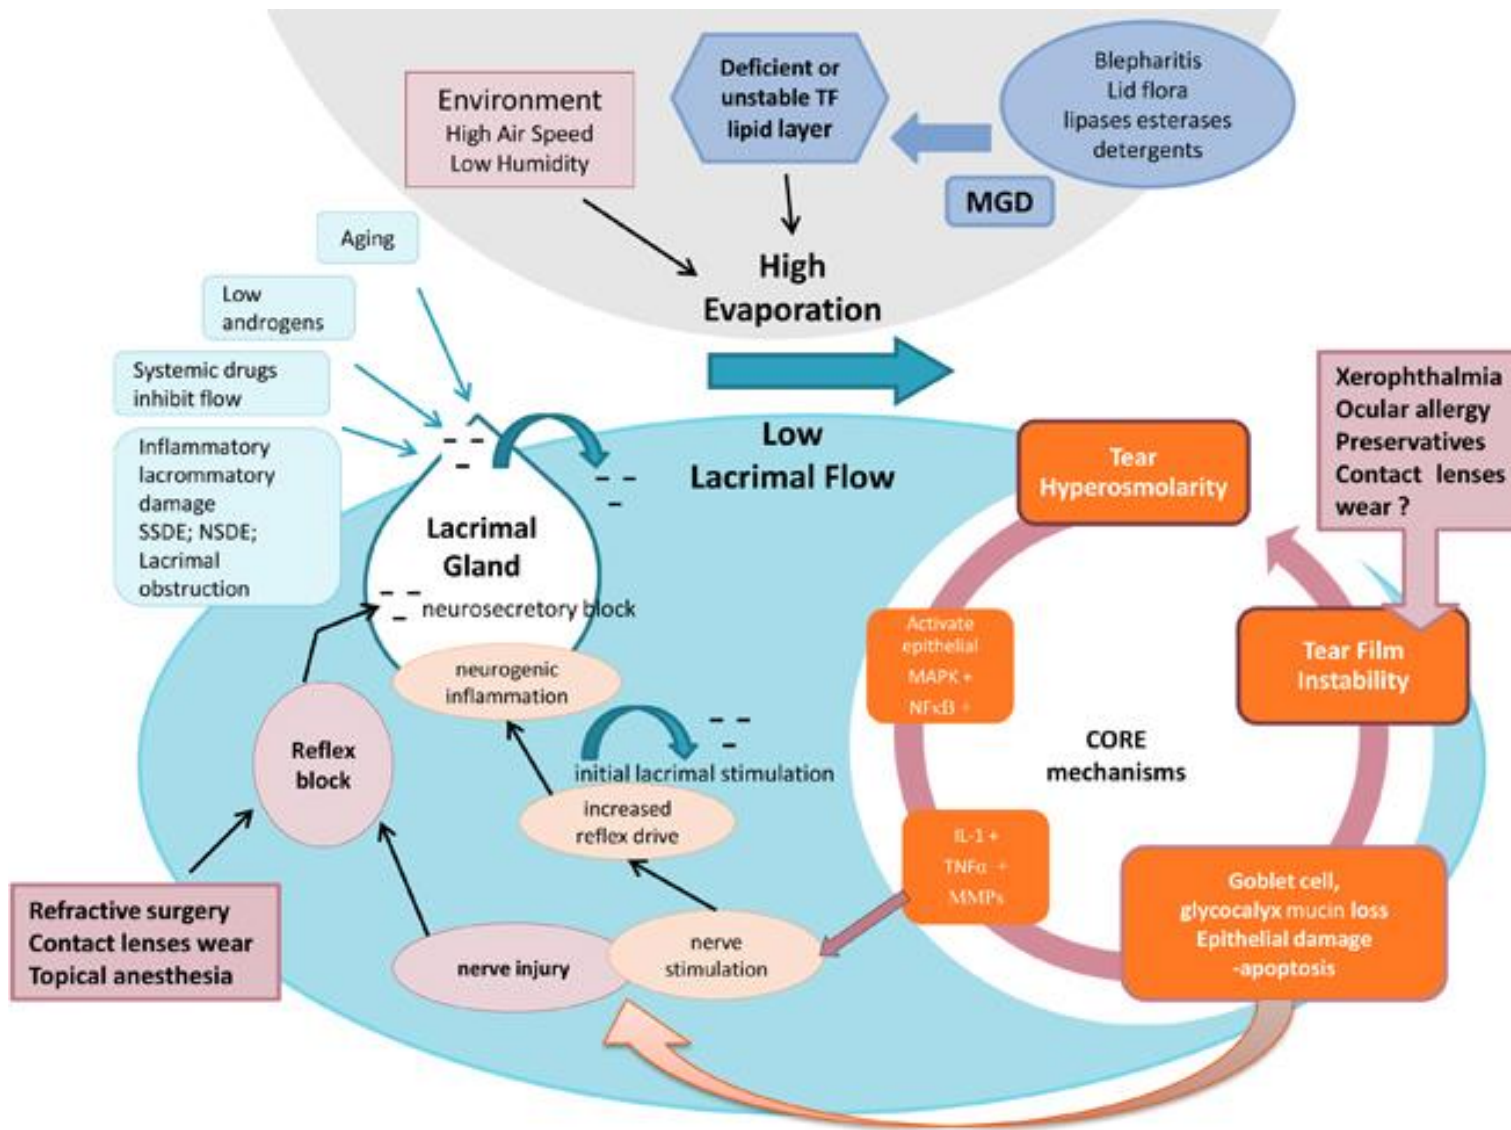 Environment
High Air Speed
Low Humidity
Deficient or
unstable TF
lipid layer
Blepharitis
Lid flora
lipases esterases
detergents
MGD
High
Evaporation
Aging
Low
androgens
Systemic drugs
inhibit flow
Inflammatory
lacrommatory
damage
SSDE; NSDE;
Lacrimal
obstruction
Low
Lacrimal Flow
Lacrimal
Gland
neurosecretory block
neurogenic
inflammation
initial lacrimal stimulation
increased
reflex drive
Reflex
block
Refractive surgery
Contact lenses wear
Topical anesthesia
nerve injury
nerve
stimulation
Tear
Hyperosmolarity
Xerophthalmia
Ocular allergy
Preservatives
Contact lenses
wear ?
Tear Film
Instability
Activate
epithelial
MAPK +
NFκB +
CORE
mechanisms
IL-1 +
TNFα +
MMPs
Goblet cell,
glycocalyx mucin loss
Epithelial damage
-apoptosis